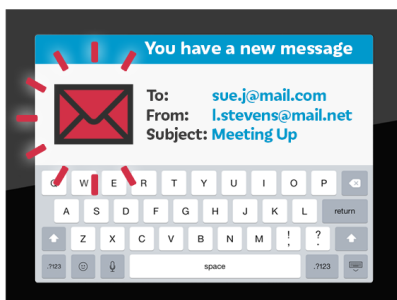 You have a new message
To: sue.j@mail.com
From: l.stevens@mail.net
Subject: Meeting Up
Q W E R T Y U I O P
A S D F G H J K L return
Z X C V B N M ! , ? .
.?123 space .?123